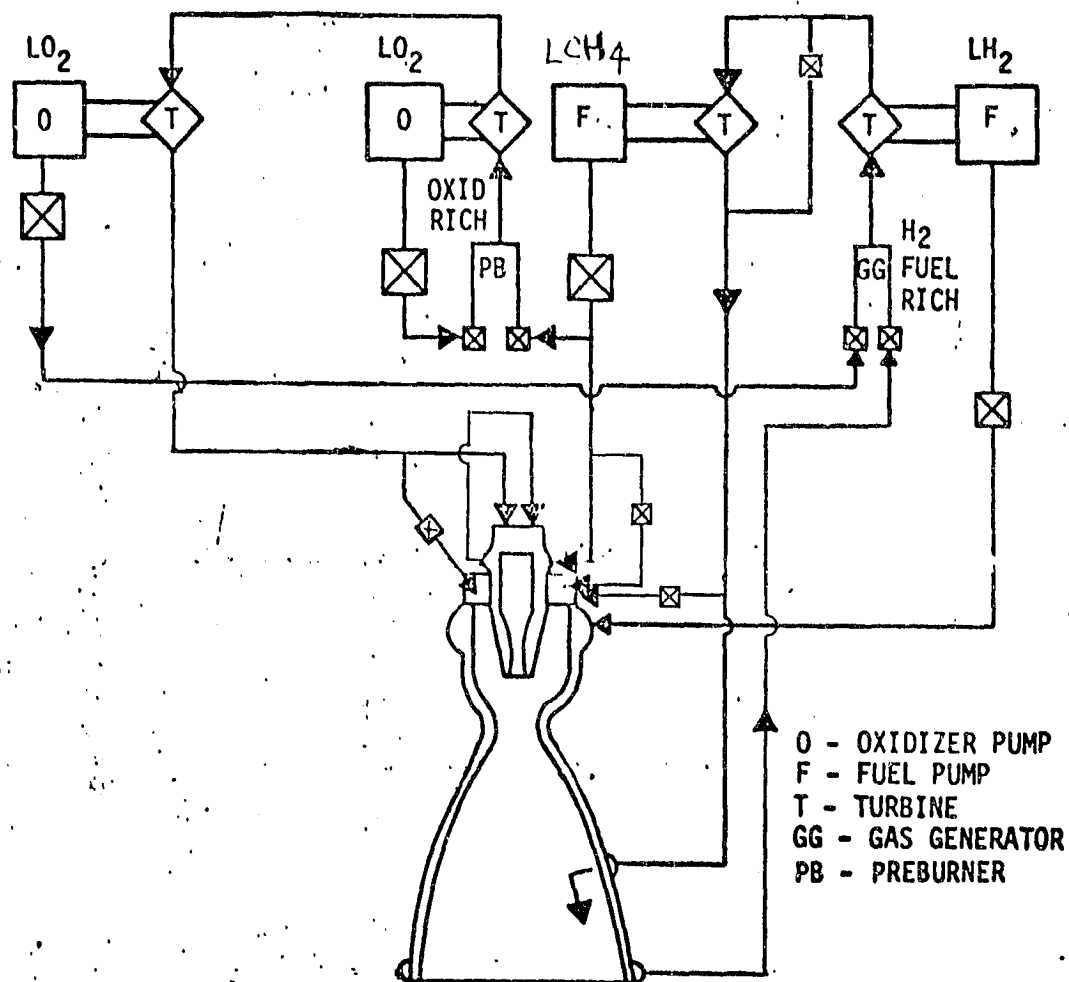 LO2
LO2
LCH4
LH2
O
T
O
T
F
T
T
F
OXID
RICH
PB
GG
H2
FUEL
RICH
O - OXIDIZER PUMP
F - FUEL PUMP
T - TURBINE
GG - GAS GENERATOR
PB - PREBURNER